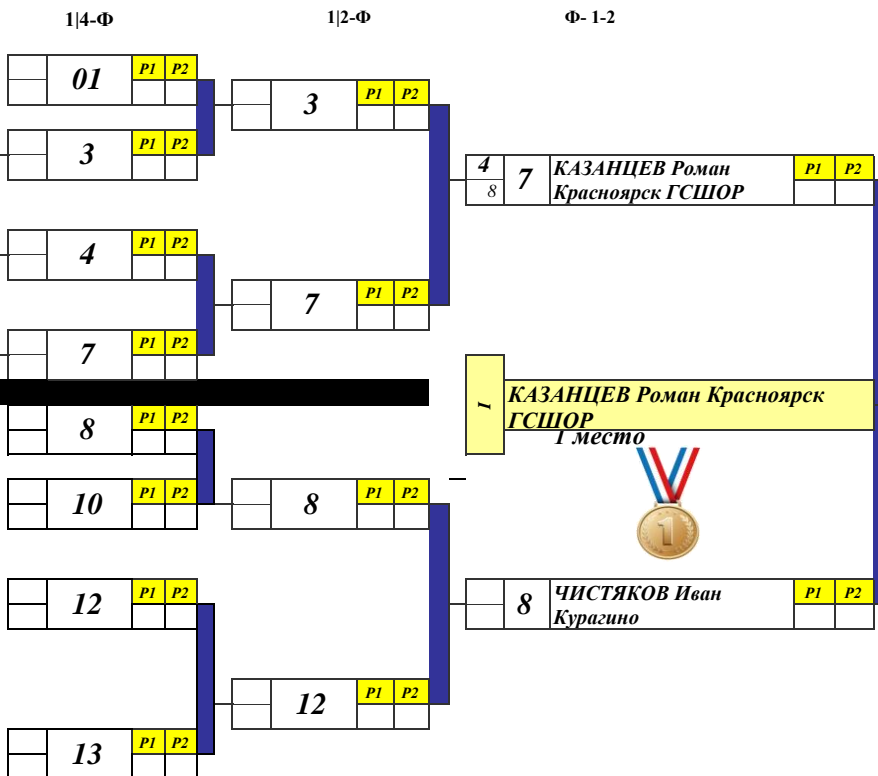 1|4-Ф 1|2-Ф Ф- 1-2
01 P1 P2
3 P1 P2
3 P1 P2
4 7 КАЗАНЦЕВ Роман P1 P2
8 Красноярск ГСШОР
4 P1 P2
7 P1 P2
7 P1 P2
I КАЗАНЦЕВ Роман Красноярск
ГСШОР
1 место
8 P1 P2
10 P1 P2
8 P1 P2
1
12 P1 P2
8 ЧИСТЯКОВ Иван P1 P2
Курагино
12 P1 P2
13 P1 P2